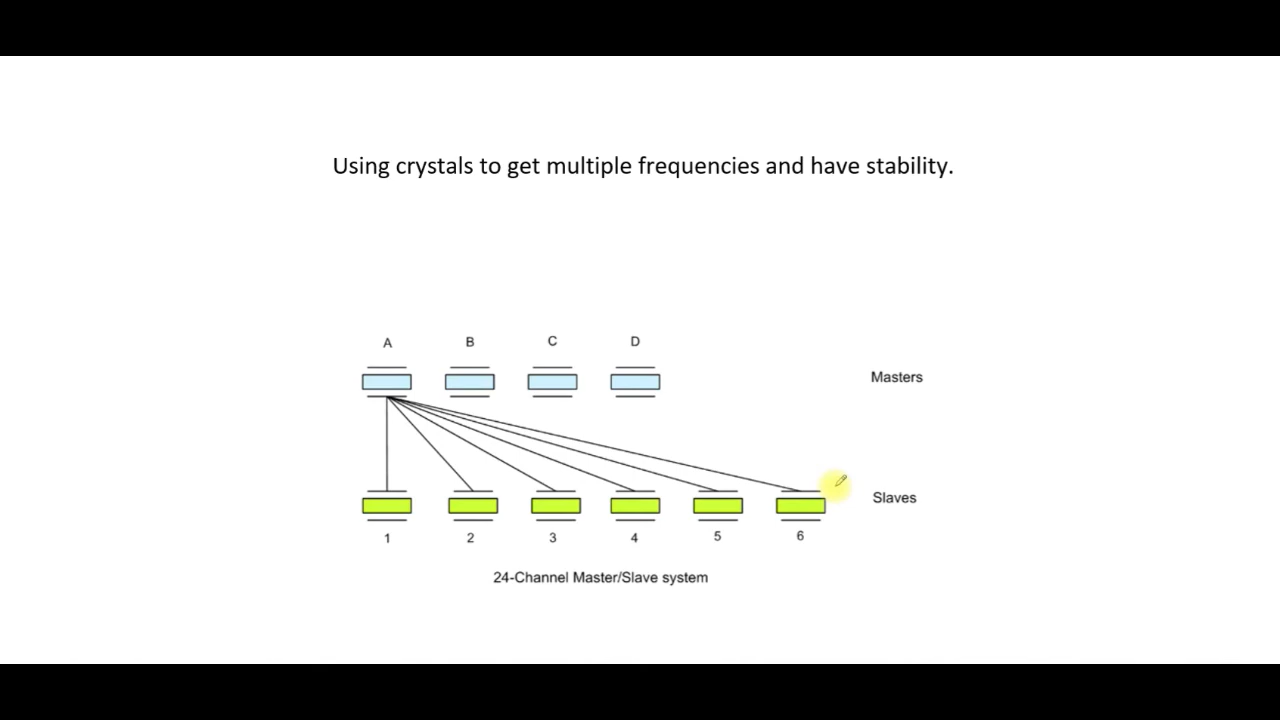 Using crystals to get multiple frequencies and have stability.
A B C D
Masters
Slaves
1 2 3 4 5 6
24-Channel Master/Slave system